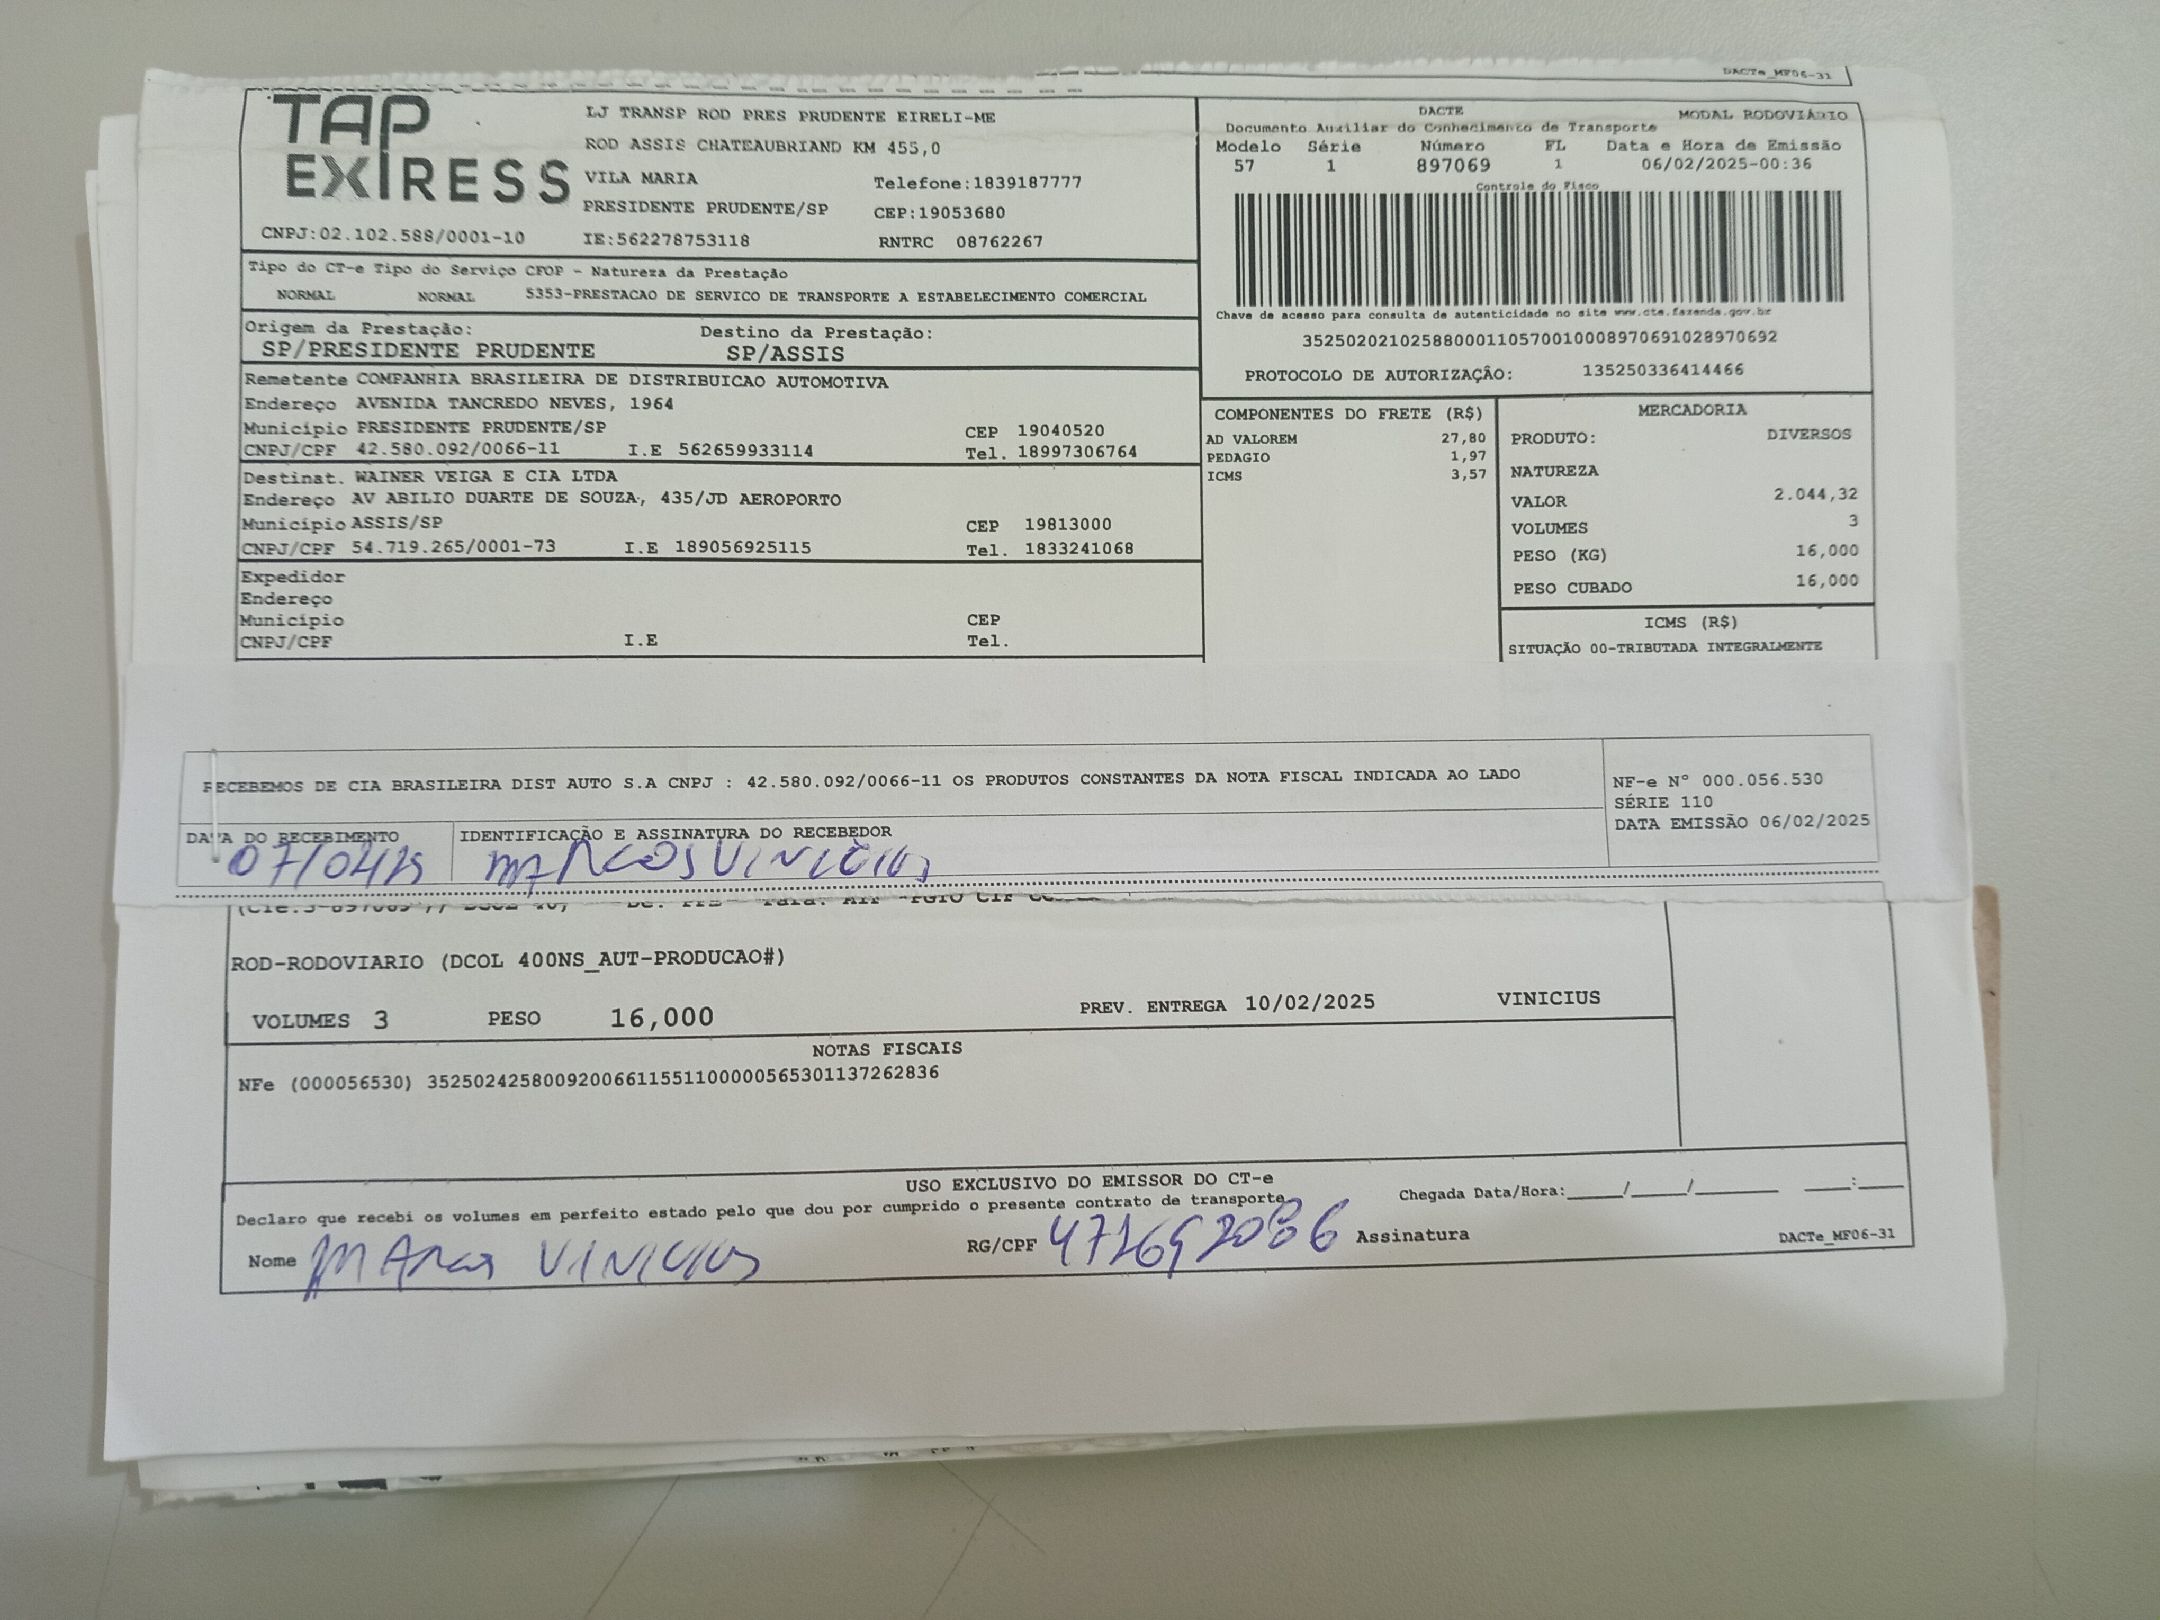 DACTe_MF06-31
TAP EXPRESS
LJ TRANSP ROD PRES PRUDENTE EIRELI-ME
ROD ASSIS CHATEAUBRIAND KM 455,0
VILA MARIA Telefone:1839187777
PRESIDENTE PRUDENTE/SP CEP:19053680
CNPJ:02.102.588/0001-10 IE:562278753118 RNTRC 08762267
DACTE MODAL RODOVIÁRIO
Documento Auxiliar do Conhecimento de Transporte
Modelo Série Número FL Data e Hora de Emissão
57 1 897069 1 06/02/2025-00:36
Controle do Fisco
Chave de acesso para consulta de autenticidade no site www.cte.fazenda.gov.br
35250202102588000110570010008970691028970692
PROTOCOLO DE AUTORIZAÇÃO: 135250336414466
Tipo do CT-e Tipo do Serviço CFOP - Natureza da Prestação
NORMAL NORMAL 5353-PRESTACAO DE SERVICO DE TRANSPORTE A ESTABELECIMENTO COMERCIAL
Origem da Prestação: Destino da Prestação:
SP/PRESIDENTE PRUDENTE SP/ASSIS
Remetente COMPANHIA BRASILEIRA DE DISTRIBUICAO AUTOMOTIVA
Endereço AVENIDA TANCREDO NEVES, 1964
Município PRESIDENTE PRUDENTE/SP CEP 19040520
CNPJ/CPF 42.580.092/0066-11 I.E 562659933114 Tel. 18997306764
Destinat. WAINER VEIGA E CIA LTDA
Endereço AV ABILIO DUARTE DE SOUZA, 435/JD AEROPORTO
Município ASSIS/SP CEP 19813000
CNPJ/CPF 54.719.265/0001-73 I.E 189056925115 Tel. 1833241068
Expedidor
Endereço
Município CEP
CNPJ/CPF I.E Tel.
COMPONENTES DO FRETE (R$)
AD VALOREM 27,80
PEDAGIO 1,97
ICMS 3,57
MERCADORIA
PRODUTO: DIVERSOS
NATUREZA
VALOR 2.044,32
VOLUMES 3
PESO (KG) 16,000
PESO CUBADO 16,000
ICMS (R$)
SITUAÇÃO 00-TRIBUTADA INTEGRALMENTE
RECEBEMOS DE CIA BRASILEIRA DIST AUTO S.A CNPJ : 42.580.092/0066-11 OS PRODUTOS CONSTANTES DA NOTA FISCAL INDICADA AO LADO
NF-e N° 000.056.530
SÉRIE 110
DATA EMISSÃO 06/02/2025
DATA DO RECEBIMENTO IDENTIFICAÇÃO E ASSINATURA DO RECEBEDOR
MARCOS VINICIUS
ROD-RODOVIARIO (DCOL 400NS_AUT-PRODUCAO#)
VOLUMES 3 PESO 16,000 PREV. ENTREGA 10/02/2025 VINICIUS
NOTAS FISCAIS
NFe (000056530) 35250242580092006611551100000565301137262836
USO EXCLUSIVO DO EMISSOR DO CT-e
Declaro que recebi os volumes em perfeito estado pelo que dou por cumprido o presente contrato de transporte
Chegada Data/Hora:____/____/______ ____:____
Nome MARCOS VINICIUS RG/CPF Assinatura
DACTe_MF06-31